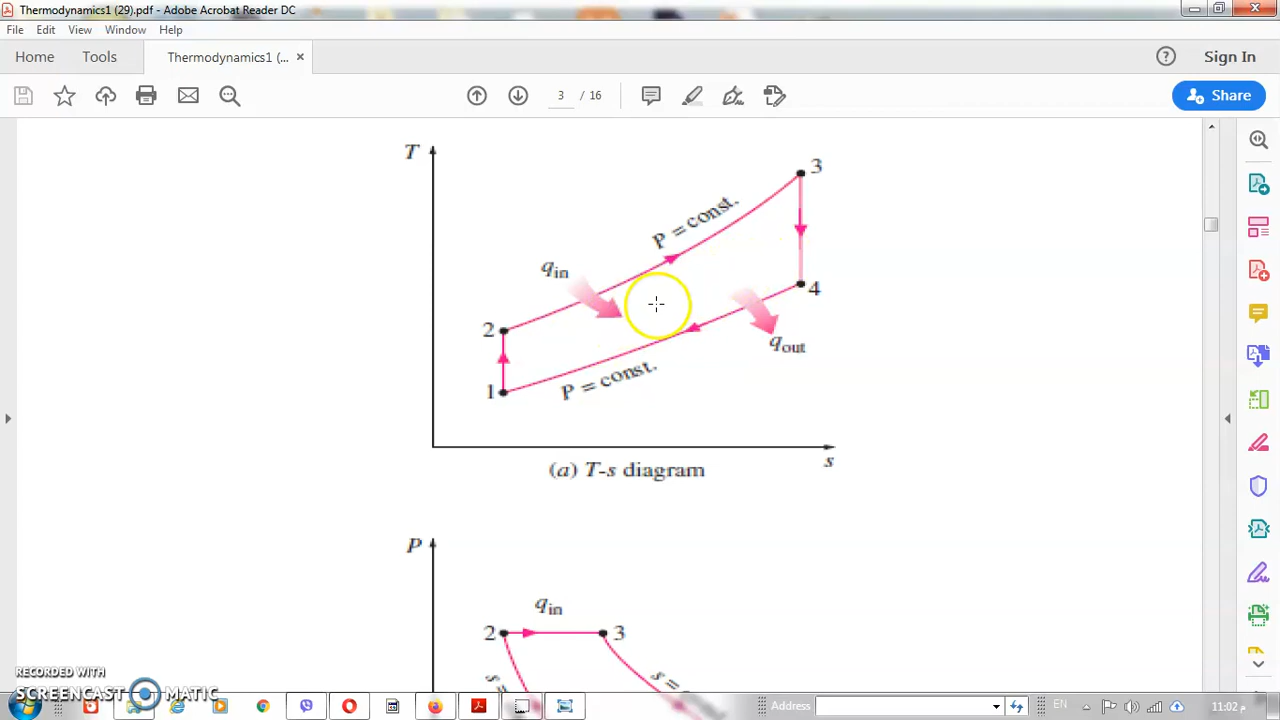 Thermodynamics1 (29).pdf - Adobe Acrobat Reader DC
File Edit View Window Help
Home Tools Thermodynamics1 (... × Sign In
3 / 16 Share
T
3
P = const.
q_in
4
2
q_out
1
P = const.
s
(a) T-s diagram
P
q_in
2 3
s =
s =
RECORDED WITH
SCREENCAST MATIC
Address EN 11:02 م